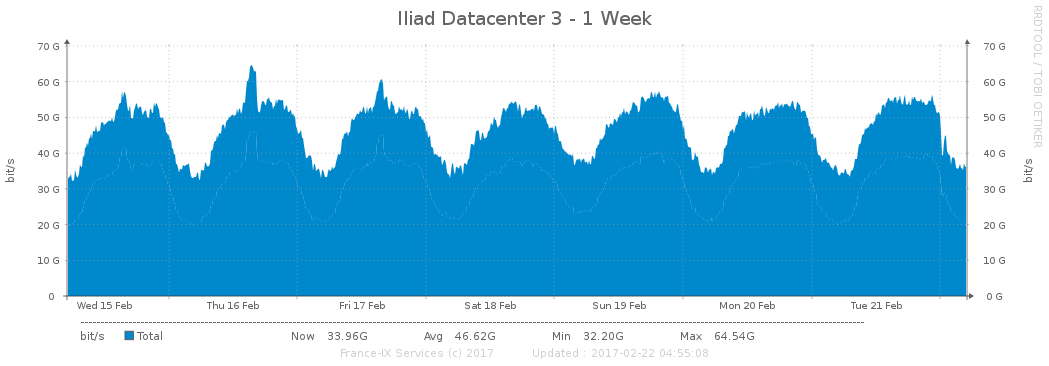 Iliad Datacenter 3 - 1 Week
RRDTOOL / TOBI OETIKER
70 G 70 G
60 G 60 G
50 G 50 G
40 G 40 G
30 G 30 G
20 G 20 G
10 G 10 G
0 0 G
bit/s bit/s
Wed 15 Feb Thu 16 Feb Fri 17 Feb Sat 18 Feb Sun 19 Feb Mon 20 Feb Tue 21 Feb
bit/s Total Now 33.96G Avg 46.62G Min 32.20G Max 64.54G
France-IX Services (c) 2017 Updated : 2017-02-22 04:55:08